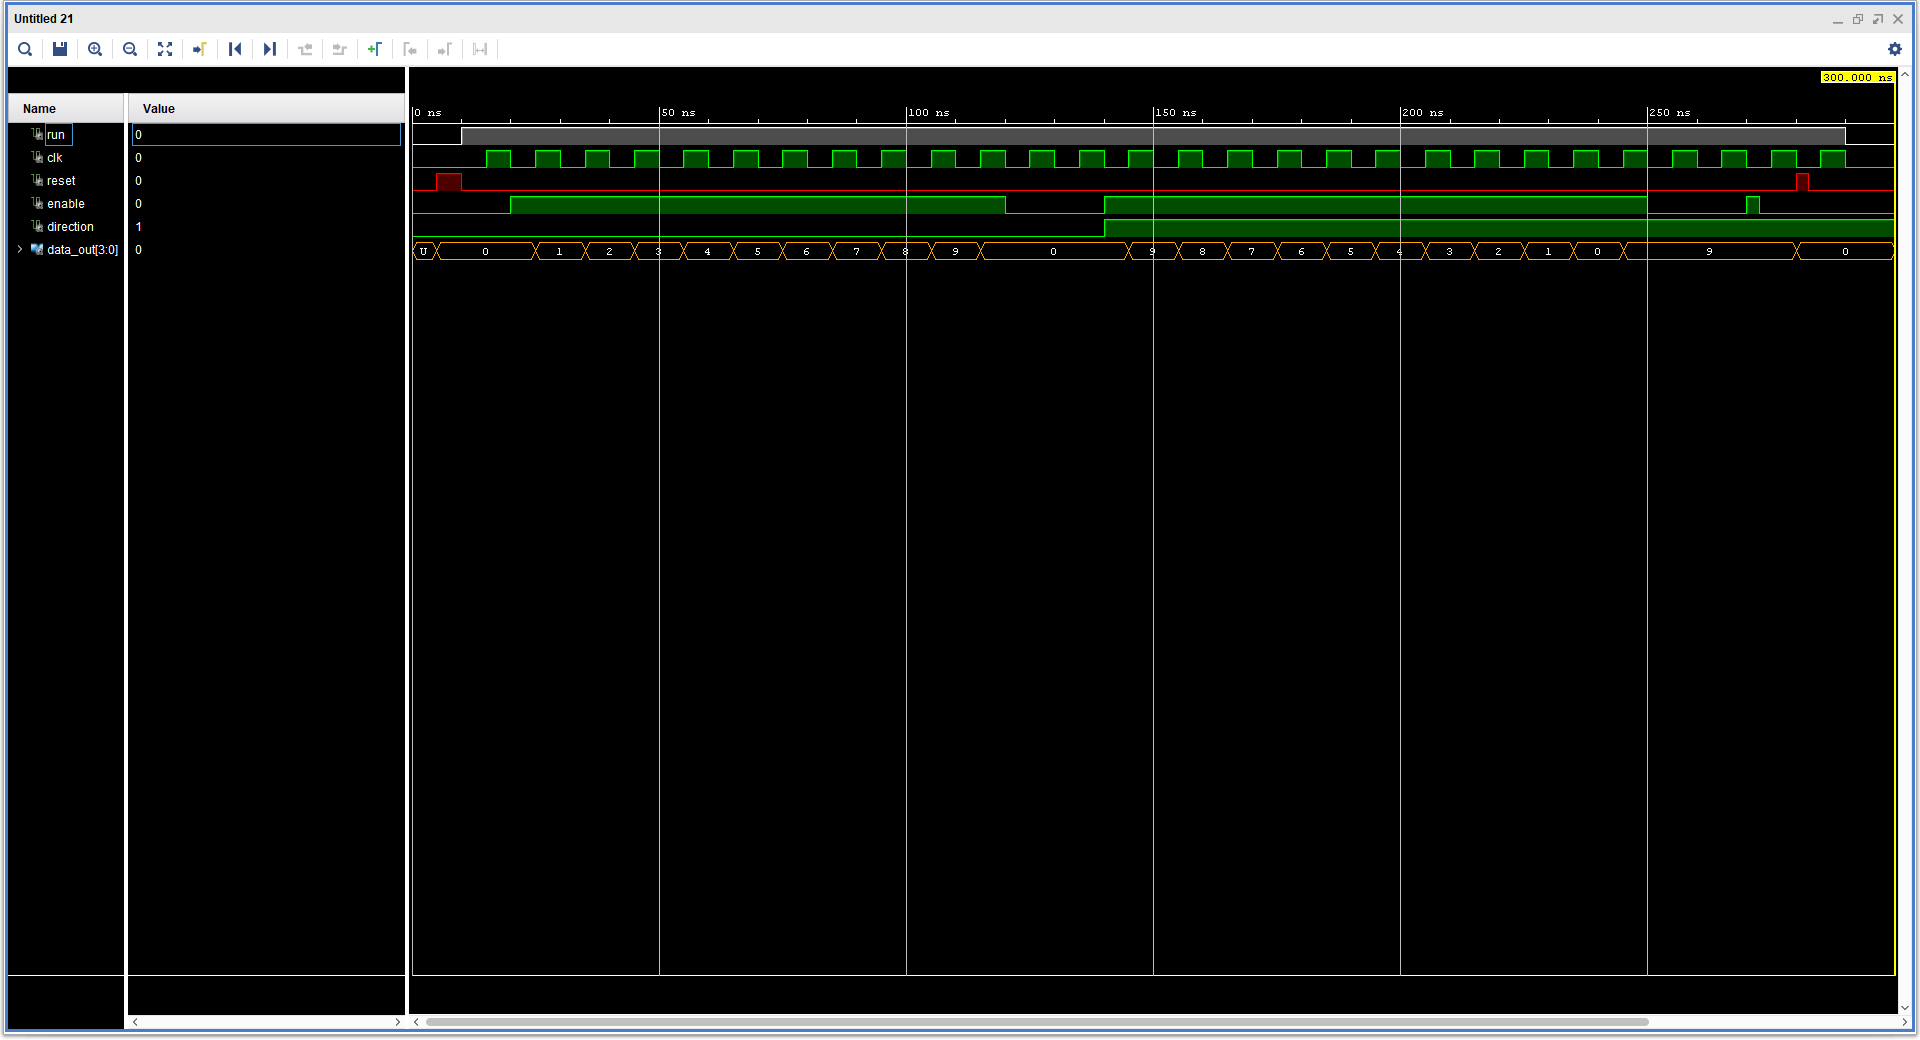 Untitled 21
300.000 ns
Name Value
0 ns 50 ns 100 ns 150 ns 200 ns 250 ns
run 0
clk 0
reset 0
enable 0
direction 1
data_out[3:0] 0 U 0 1 2 3 4 5 6 7 8 9 0 9 8 7 6 5 4 3 2 1 0 9 0